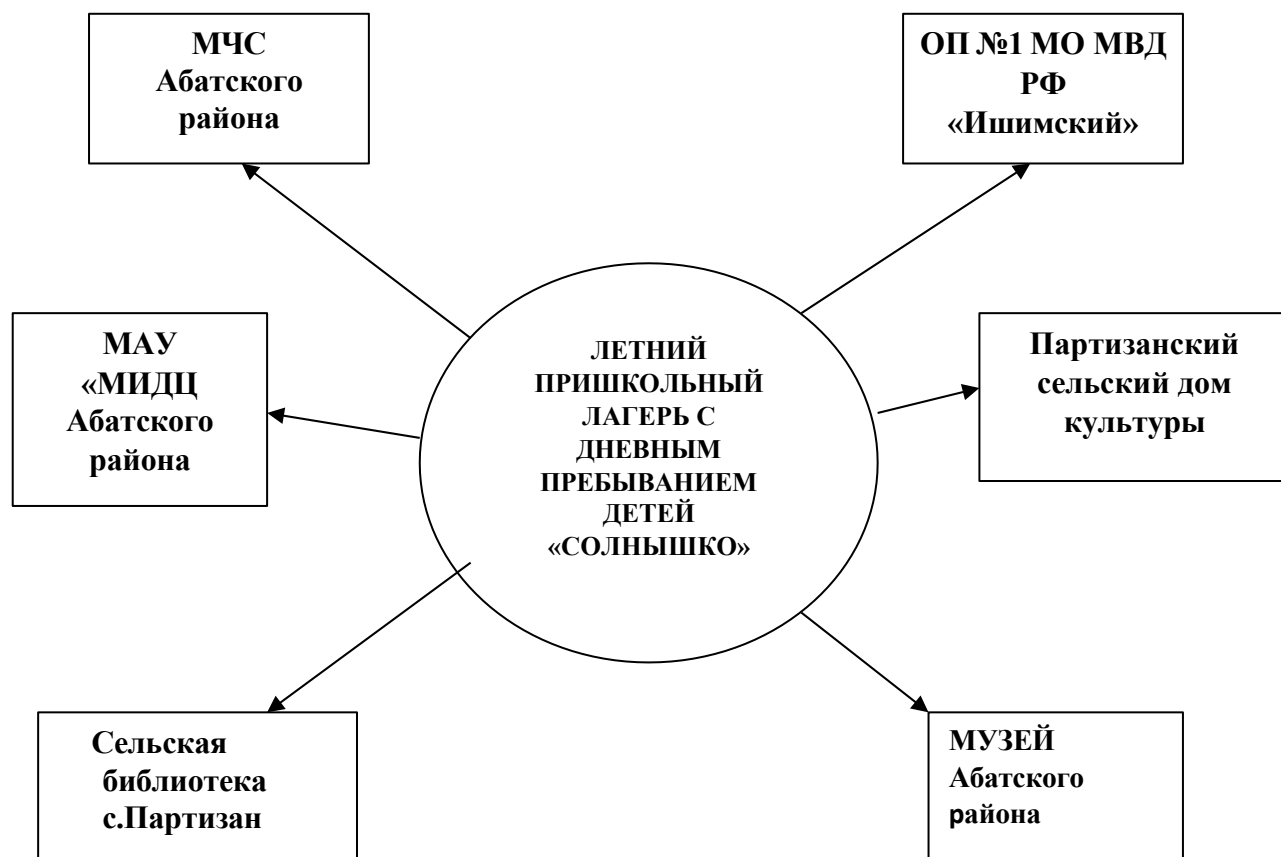 МЧС
Абатского
района
ОП №1 МО МВД
РФ
«Ишимский»
МАУ
«МИДЦ
Абатского
района
ЛЕТНИЙ
ПРИШКОЛЬНЫЙ
ЛАГЕРЬ С
ДНЕВНЫМ
ПРЕБЫВАНИЕМ
ДЕТЕЙ
«СОЛНЫШКО»
Партизанский
сельский дом
культуры
Сельская
библиотека
с.Партизан
МУЗЕЙ
Абатского
района